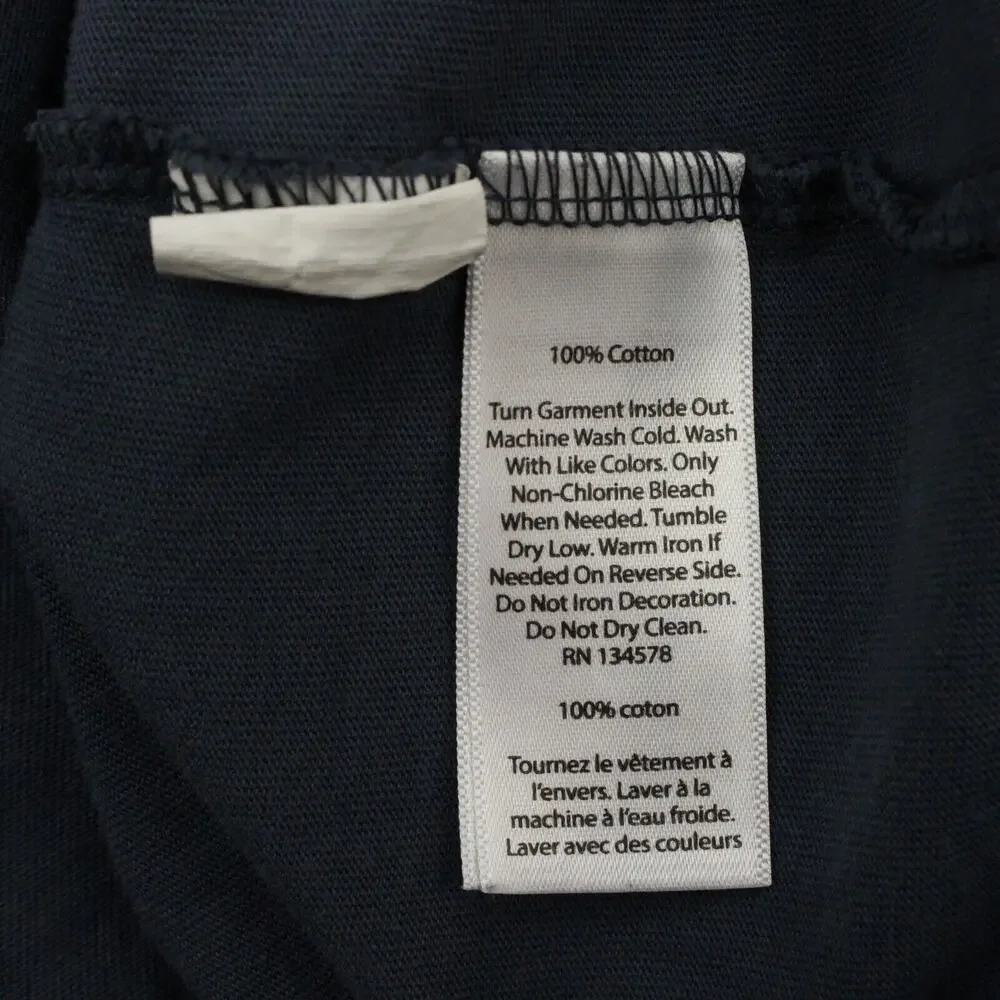 100% Cotton
Turn Garment Inside Out.
Machine Wash Cold. Wash
With Like Colors. Only
Non-Chlorine Bleach
When Needed. Tumble
Dry Low. Warm Iron If
Needed On Reverse Side.
Do Not Iron Decoration.
Do Not Dry Clean.
RN 134578
100% coton
Tournez le vêtement à
l'envers. Laver à la
machine à l'eau froide.
Laver avec des couleurs